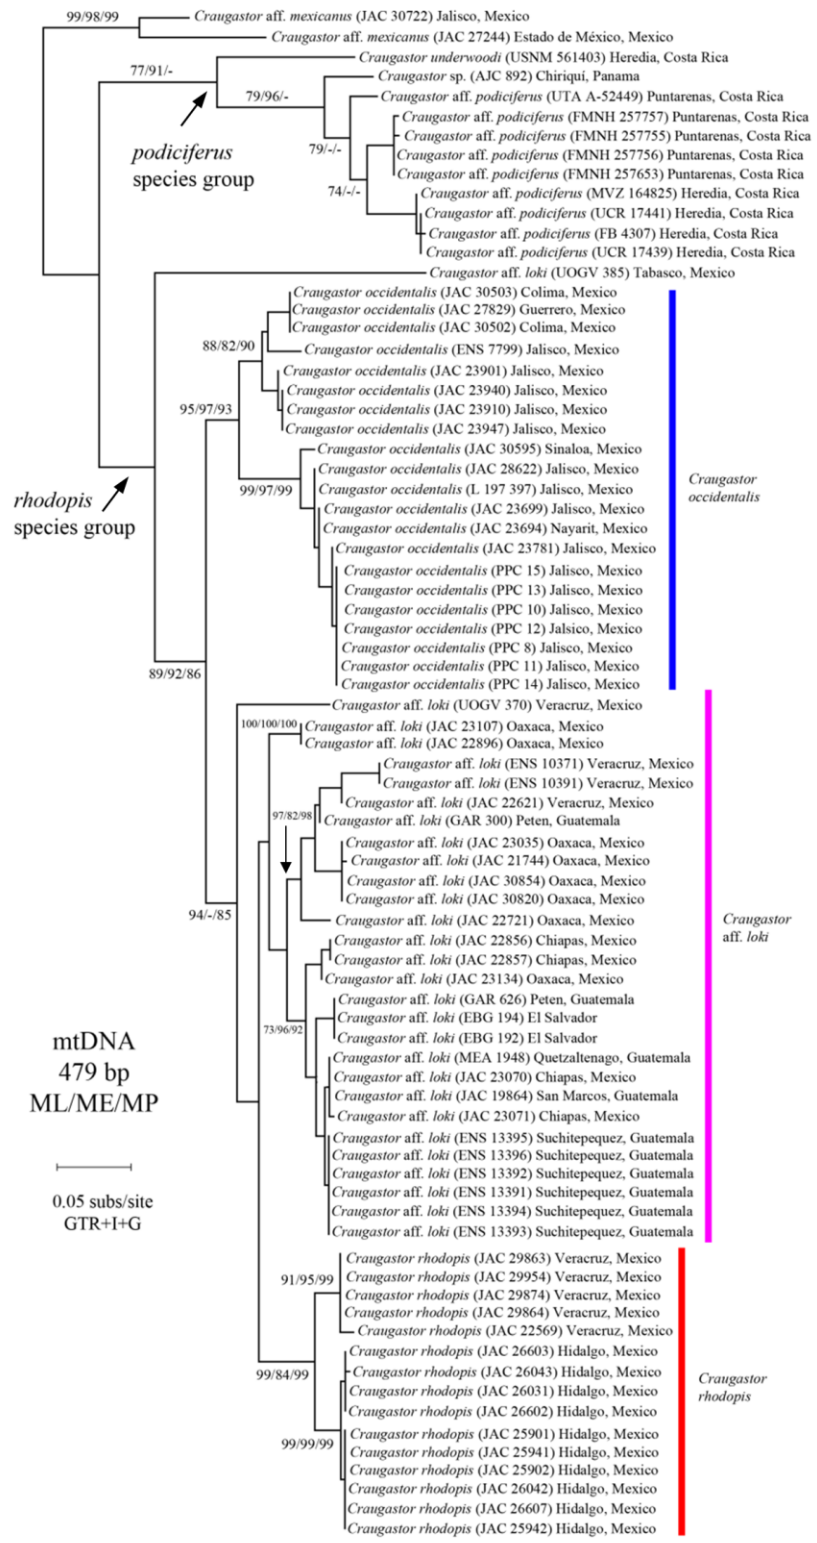 99/98/99
Craugastor aff. mexicanus (JAC 30722) Jalisco, Mexico
Craugastor aff. mexicanus (JAC 27244) Estado de México, Mexico
Craugastor underwoodi (USNM 561403) Heredia, Costa Rica
77/91/-
Craugastor sp. (AJC 892) Chiriquí, Panama
79/96/-
Craugastor aff. podiciferus (UTA A-52449) Puntarenas, Costa Rica
Craugastor aff. podiciferus (FMNH 257757) Puntarenas, Costa Rica
Craugastor aff. podiciferus (FMNH 257755) Puntarenas, Costa Rica
79/-/-
podiciferus
species group
Craugastor aff. podiciferus (FMNH 257756) Puntarenas, Costa Rica
Craugastor aff. podiciferus (FMNH 257653) Puntarenas, Costa Rica
74/-/-
Craugastor aff. podiciferus (MVZ 164825) Heredia, Costa Rica
Craugastor aff. podiciferus (UCR 17441) Heredia, Costa Rica
Craugastor aff. podiciferus (FB 4307) Heredia, Costa Rica
Craugastor aff. podiciferus (UCR 17439) Heredia, Costa Rica
Craugastor aff. loki (UOGV 385) Tabasco, Mexico
Craugastor occidentalis (JAC 30503) Colima, Mexico
Craugastor occidentalis (JAC 27829) Guerrero, Mexico
Craugastor occidentalis (JAC 30502) Colima, Mexico
88/82/90
Craugastor occidentalis (ENS 7799) Jalisco, Mexico
Craugastor occidentalis (JAC 23901) Jalisco, Mexico
Craugastor occidentalis (JAC 23940) Jalisco, Mexico
95/97/93
Craugastor occidentalis (JAC 23910) Jalisco, Mexico
Craugastor occidentalis (JAC 23947) Jalisco, Mexico
Craugastor occidentalis (JAC 30595) Sinaloa, Mexico
Craugastor occidentalis (JAC 28622) Jalisco, Mexico
99/97/99
Craugastor occidentalis (L 197 397) Jalisco, Mexico
Craugastor
occidentalis
rhodopis
species group
Craugastor occidentalis (JAC 23699) Jalisco, Mexico
Craugastor occidentalis (JAC 23694) Nayarit, Mexico
Craugastor occidentalis (JAC 23781) Jalisco, Mexico
Craugastor occidentalis (PPC 15) Jalisco, Mexico
Craugastor occidentalis (PPC 13) Jalisco, Mexico
Craugastor occidentalis (PPC 10) Jalisco, Mexico
Craugastor occidentalis (PPC 12) Jalsico, Mexico
Craugastor occidentalis (PPC 8) Jalisco, Mexico
Craugastor occidentalis (PPC 11) Jalisco, Mexico
89/92/86
Craugastor occidentalis (PPC 14) Jalisco, Mexico
Craugastor aff. loki (UOGV 370) Veracruz, Mexico
100/100/100
Craugastor aff. loki (JAC 23107) Oaxaca, Mexico
Craugastor aff. loki (JAC 22896) Oaxaca, Mexico
Craugastor aff. loki (ENS 10371) Veracruz, Mexico
Craugastor aff. loki (ENS 10391) Veracruz, Mexico
Craugastor aff. loki (JAC 22621) Veracruz, Mexico
97/82/98
Craugastor aff. loki (GAR 300) Peten, Guatemala
Craugastor aff. loki (JAC 23035) Oaxaca, Mexico
Craugastor aff. loki (JAC 21744) Oaxaca, Mexico
Craugastor aff. loki (JAC 30854) Oaxaca, Mexico
Craugastor aff. loki (JAC 30820) Oaxaca, Mexico
94/-/85
Craugastor aff. loki (JAC 22721) Oaxaca, Mexico
Craugastor
aff. loki
Craugastor aff. loki (JAC 22856) Chiapas, Mexico
Craugastor aff. loki (JAC 22857) Chiapas, Mexico
Craugastor aff. loki (JAC 23134) Oaxaca, Mexico
Craugastor aff. loki (GAR 626) Peten, Guatemala
Craugastor aff. loki (EBG 194) El Salvador
73/96/92
Craugastor aff. loki (EBG 192) El Salvador
Craugastor aff. loki (MEA 1948) Quetzaltenago, Guatemala
Craugastor aff. loki (JAC 23070) Chiapas, Mexico
Craugastor aff. loki (JAC 19864) San Marcos, Guatemala
Craugastor aff. loki (JAC 23071) Chiapas, Mexico
mtDNA
479 bp
ML/ME/MP
Craugastor aff. loki (ENS 13395) Suchitepequez, Guatemala
Craugastor aff. loki (ENS 13396) Suchitepequez, Guatemala
Craugastor aff. loki (ENS 13392) Suchitepequez, Guatemala
Craugastor aff. loki (ENS 13391) Suchitepequez, Guatemala
Craugastor aff. loki (ENS 13394) Suchitepequez, Guatemala
Craugastor aff. loki (ENS 13393) Suchitepequez, Guatemala
0.05 subs/site
GTR+I+G
Craugastor rhodopis (JAC 29863) Veracruz, Mexico
91/95/99
Craugastor rhodopis (JAC 29954) Veracruz, Mexico
Craugastor rhodopis (JAC 29874) Veracruz, Mexico
Craugastor rhodopis (JAC 29864) Veracruz, Mexico
Craugastor rhodopis (JAC 22569) Veracruz, Mexico
Craugastor rhodopis (JAC 26603) Hidalgo, Mexico
99/84/99
Craugastor rhodopis (JAC 26043) Hidalgo, Mexico
Craugastor
rhodopis
Craugastor rhodopis (JAC 26031) Hidalgo, Mexico
Craugastor rhodopis (JAC 26602) Hidalgo, Mexico
Craugastor rhodopis (JAC 25901) Hidalgo, Mexico
99/99/99
Craugastor rhodopis (JAC 25941) Hidalgo, Mexico
Craugastor rhodopis (JAC 25902) Hidalgo, Mexico
Craugastor rhodopis (JAC 26042) Hidalgo, Mexico
Craugastor rhodopis (JAC 26607) Hidalgo, Mexico
Craugastor rhodopis (JAC 25942) Hidalgo, Mexico